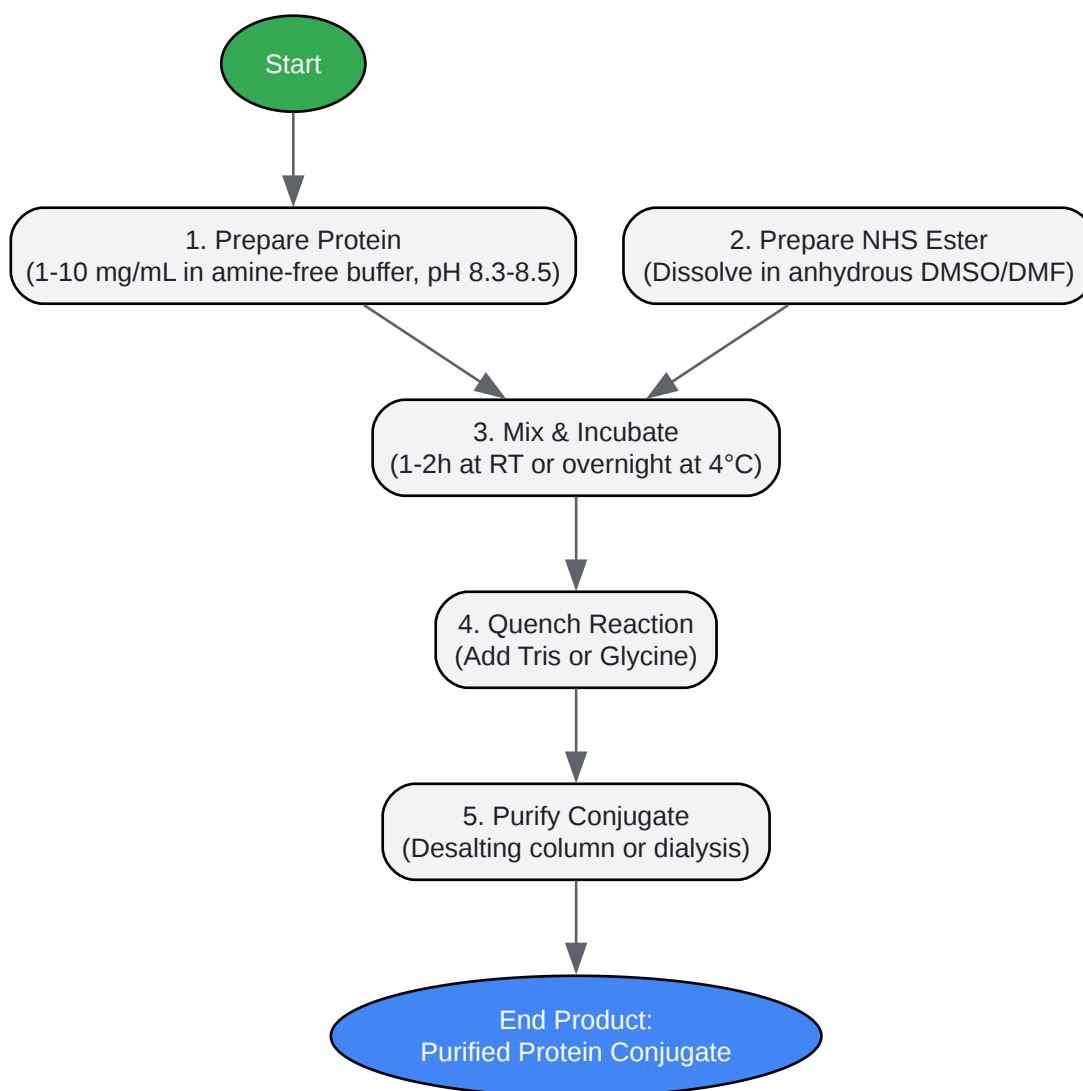 Start
1. Prepare Protein
(1-10 mg/mL in amine-free buffer, pH 8.3-8.5)
2. Prepare NHS Ester
(Dissolve in anhydrous DMSO/DMF)
3. Mix & Incubate
(1-2h at RT or overnight at 4°C)
4. Quench Reaction
(Add Tris or Glycine)
5. Purify Conjugate
(Desalting column or dialysis)
End Product:
Purified Protein Conjugate